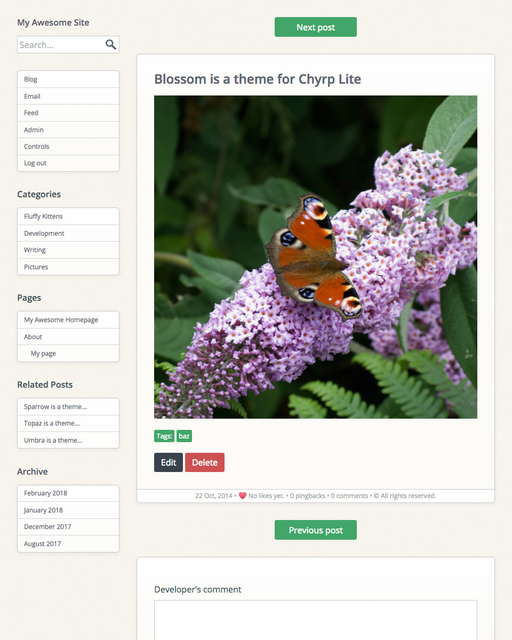 My Awesome Site
Search...
Blog
Email
Feed
Admin
Controls
Log out
Categories
Fluffy Kittens
Development
Writing
Pictures
Pages
My Awesome Homepage
About
My page
Related Posts
Sparrow is a theme...
Topaz is a theme...
Umbra is a theme...
Archive
February 2018
January 2018
December 2017
August 2017
Next post
Blossom is a theme for Chyrp Lite
Tags: baz
Edit Delete
22 Oct, 2014 • ❤ No likes yet. • 0 pingbacks • 0 comments • © All rights reserved.
Previous post
Developer's comment